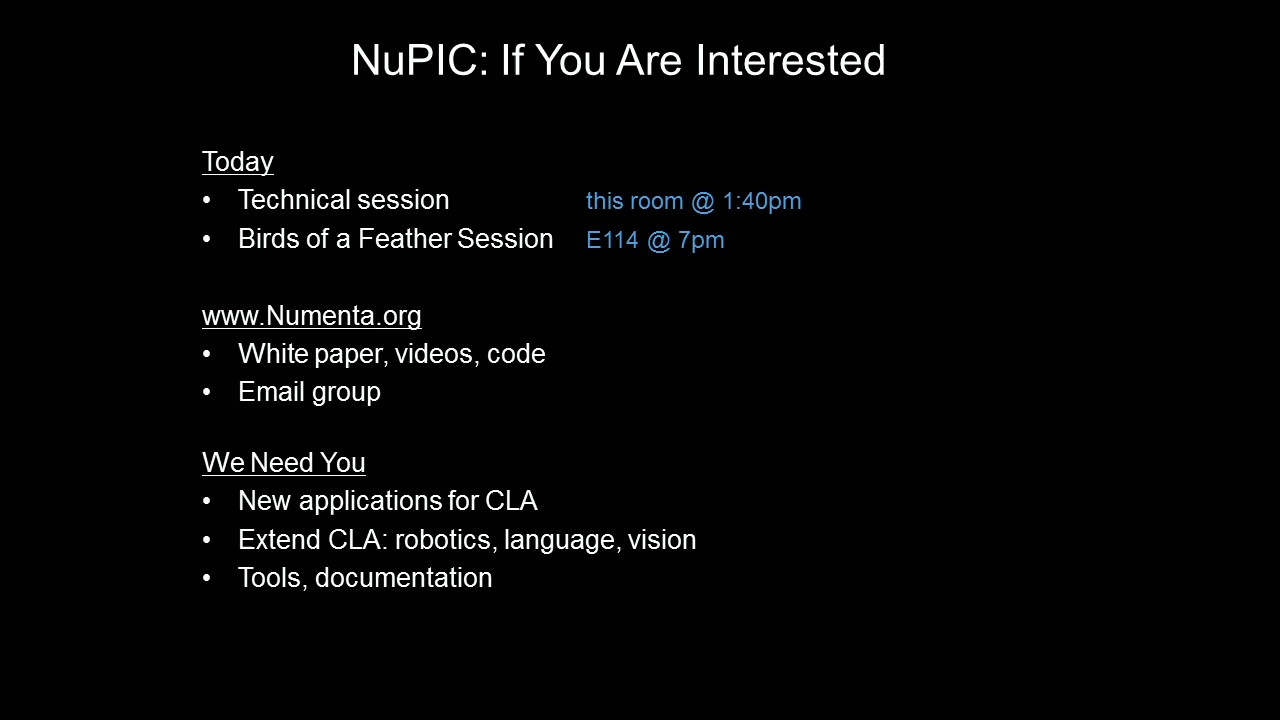 NuPIC: If You Are Interested
Today
• Technical session this room @ 1:40pm
• Birds of a Feather Session E114 @ 7pm
www.Numenta.org
• White paper, videos, code
• Email group
We Need You
• New applications for CLA
• Extend CLA: robotics, language, vision
• Tools, documentation